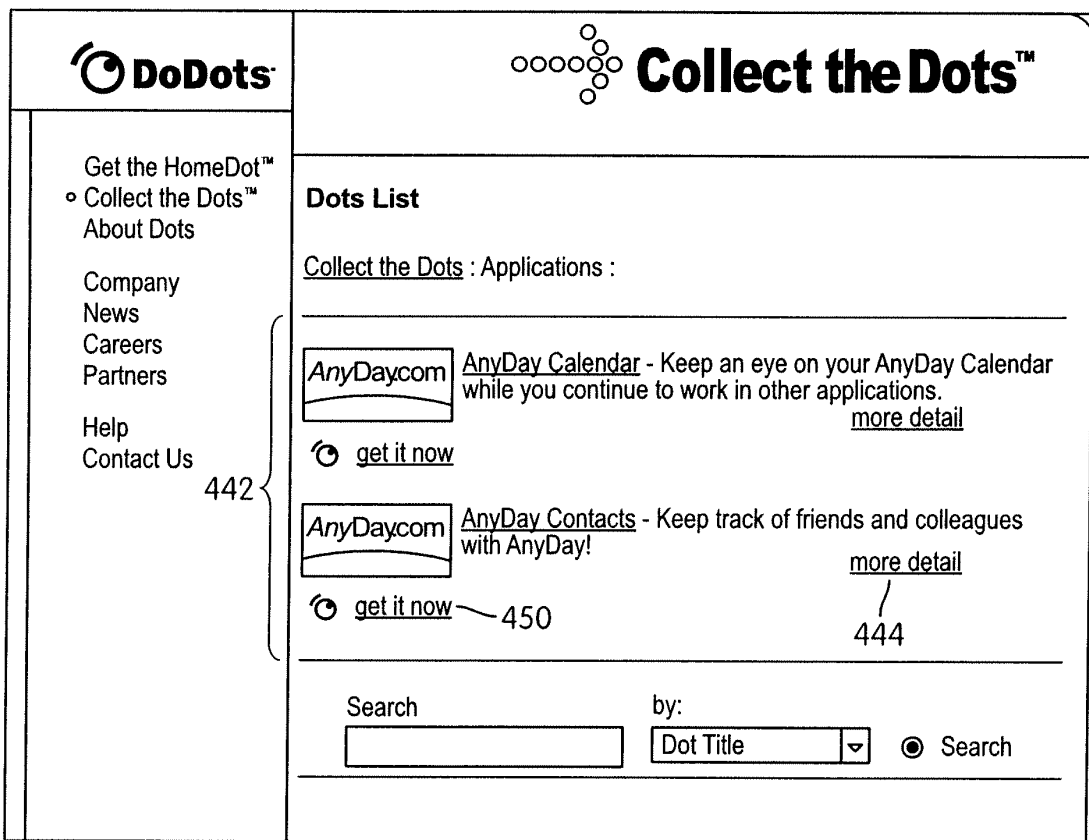 DoDots
Collect the Dots™
Get the HomeDot™
Collect the Dots™
About Dots
Company
News
Careers
Partners
Help
Contact Us
442
Dots List
Collect the Dots : Applications :
AnyDay.com
AnyDay Calendar - Keep an eye on your AnyDay Calendar
while you continue to work in other applications.
more detail
get it now
AnyDay.com
AnyDay Contacts - Keep track of friends and colleagues
with AnyDay!
more detail
get it now
450
444
Search
by:
Dot Title
Search